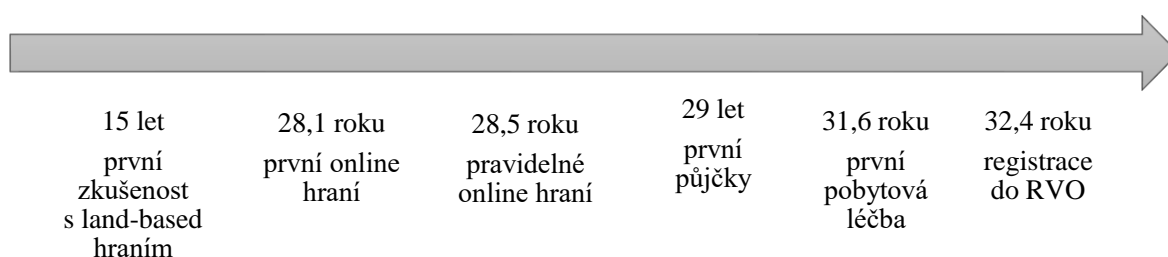 15 let
první
zkušenost
s land-based
hraním
28,1 roku
první online
hraní
28,5 roku
pravidelné
online hraní
29 let
první
půjčky
31,6 roku
první
pobytová
léčba
32,4 roku
registrace
do RVO